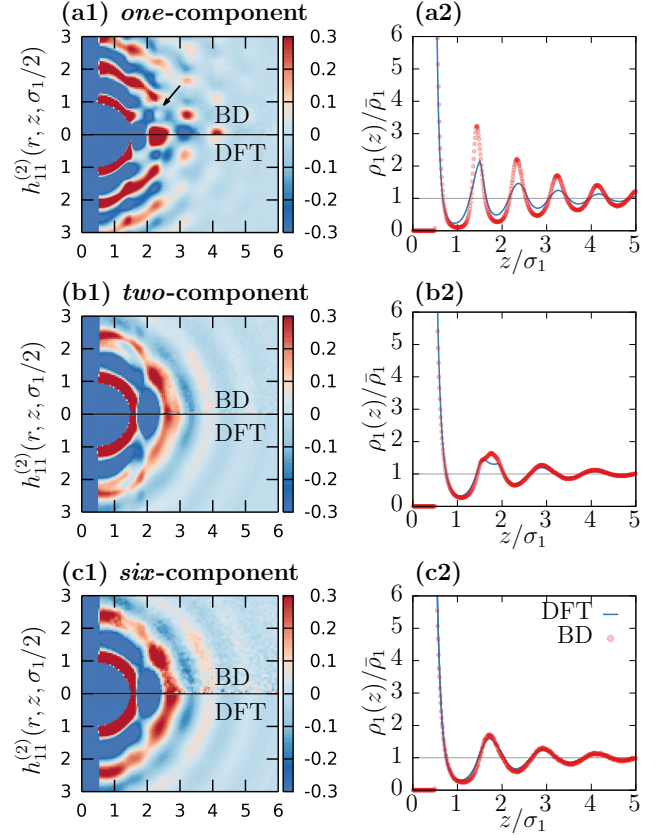 (a1) one-component
(a2)
h₁₁⁽²⁾(r, z, σ₁/2)
3
2
1
0
1
2
3
BD
DFT
0 1 2 3 4 5 6
0.3
0.2
0.1
0
-0.1
-0.2
-0.3
ρ₁(z)/ρ̄₁
6
5
4
3
2
1
0
0 1 2 3 4 5
z/σ₁
(b1) two-component
(b2)
h₁₁⁽²⁾(r, z, σ₁/2)
3
2
1
0
1
2
3
BD
DFT
0 1 2 3 4 5 6
0.3
0.2
0.1
0
-0.1
-0.2
-0.3
ρ₁(z)/ρ̄₁
6
5
4
3
2
1
0
0 1 2 3 4 5
z/σ₁
(c1) six-component
(c2)
h₁₁⁽²⁾(r, z, σ₁/2)
3
2
1
0
1
2
3
BD
DFT
0 1 2 3 4 5 6
0.3
0.2
0.1
0
-0.1
-0.2
-0.3
ρ₁(z)/ρ̄₁
6
5
4
3
2
1
0
DFT
BD
0 1 2 3 4 5
z/σ₁